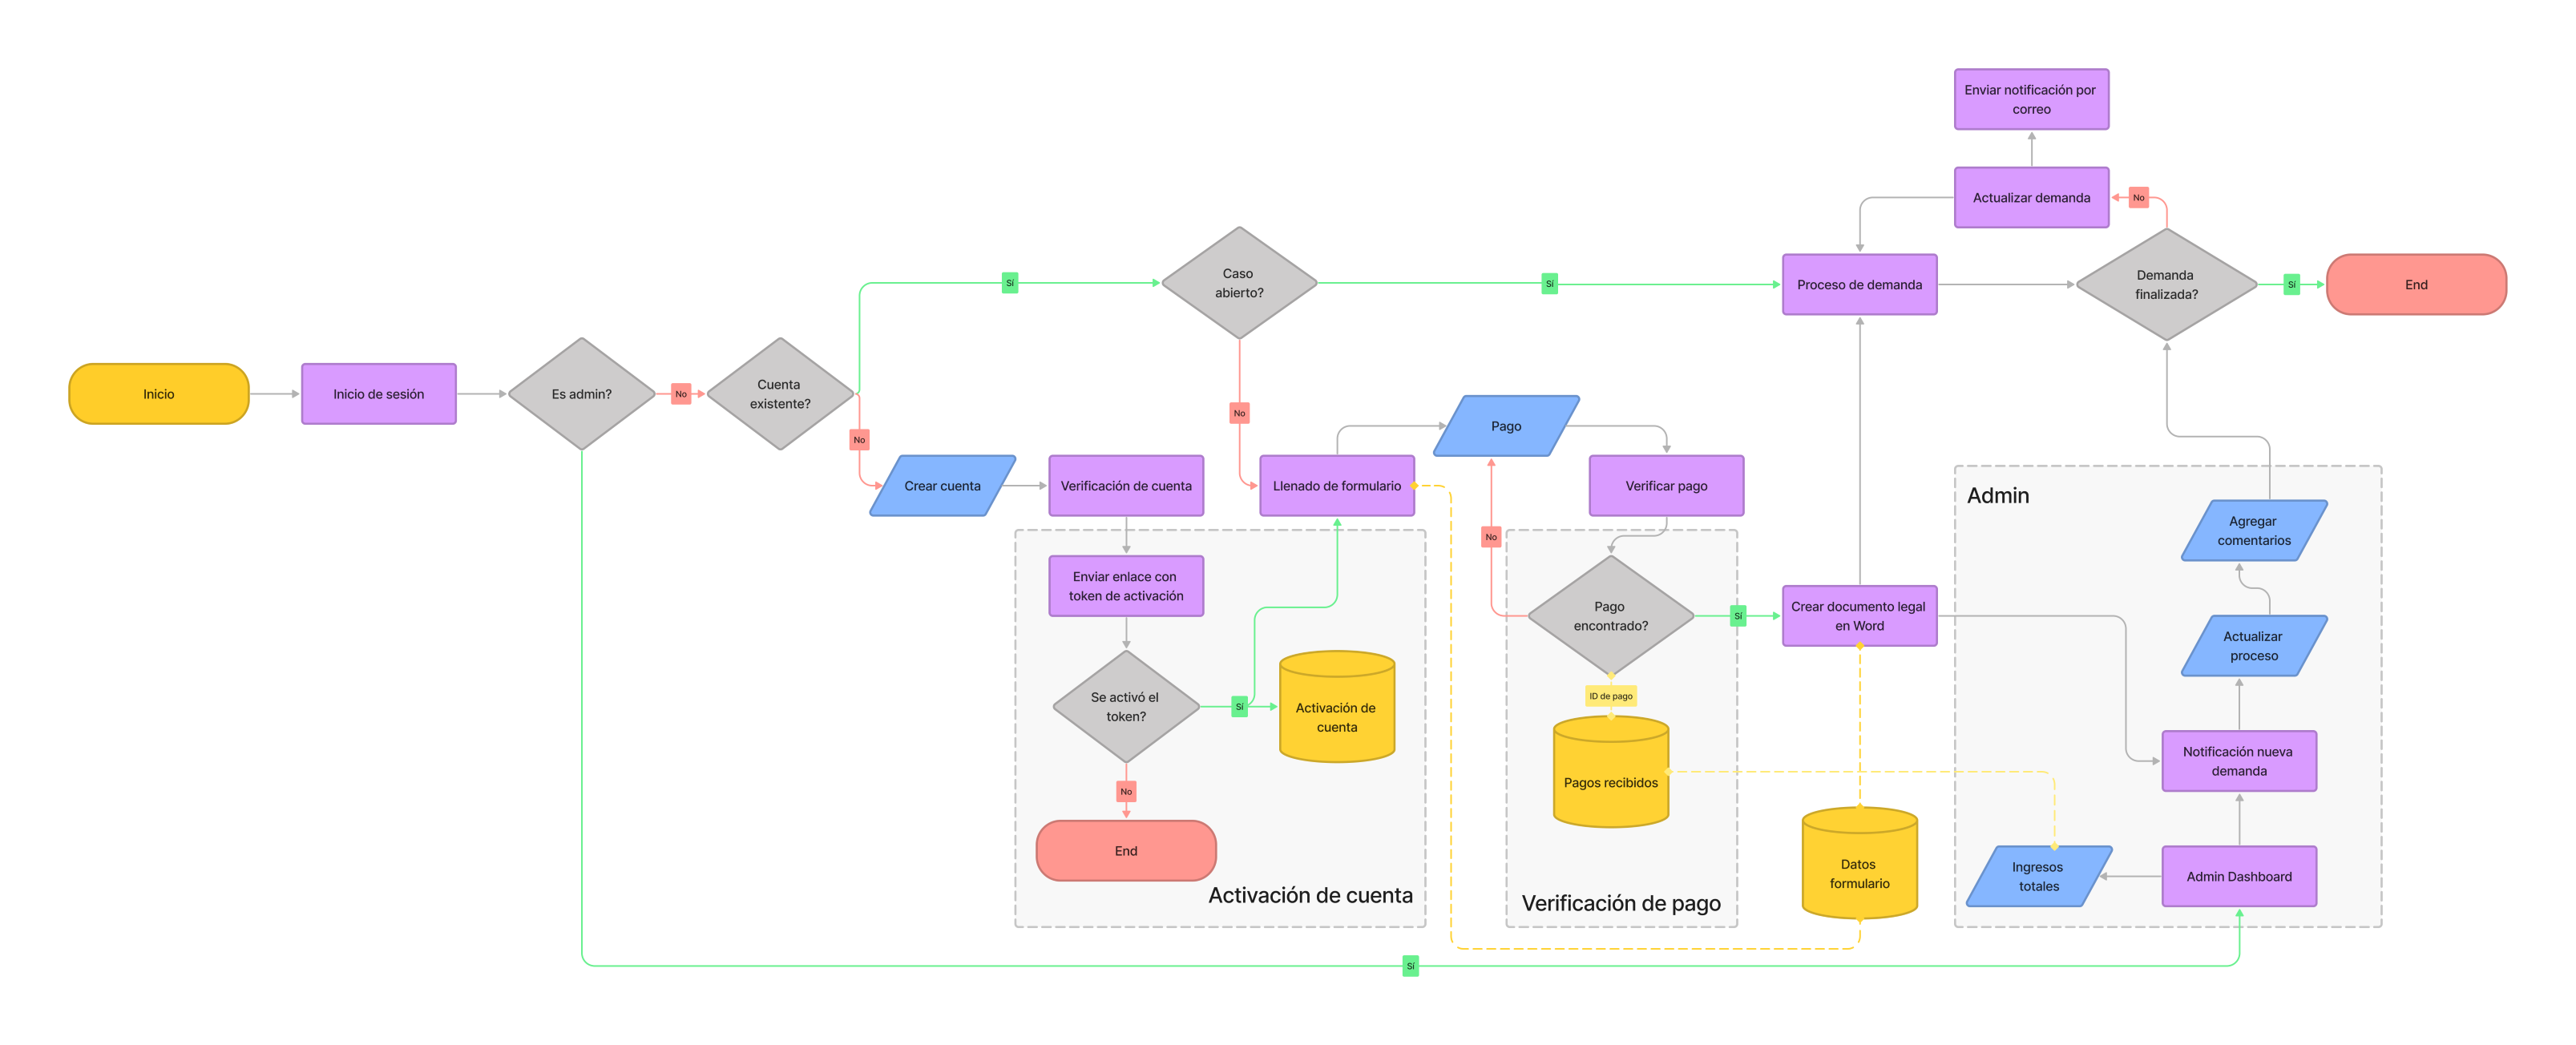 Enviar notificación por
correo
Actualizar demanda
No
Caso
abierto?
Sí
Sí
Proceso de demanda
Demanda
finalizada?
Sí
End
Inicio
Inicio de sesión
Es admin?
No
Cuenta
existente?
No
No
Crear cuenta
Verificación de cuenta
Llenado de formulario
Pago
Verificar pago
No
Admin
Agregar
comentarios
Enviar enlace con
token de activación
Pago
encontrado?
Sí
Crear documento legal
en Word
Actualizar
proceso
Se activó el
token?
Sí
Activación de
cuenta
ID de pago
Pagos recibidos
Notificación nueva
demanda
No
End
Activación de cuenta
Verificación de pago
Datos
formulario
Ingresos
totales
Admin Dashboard
Sí